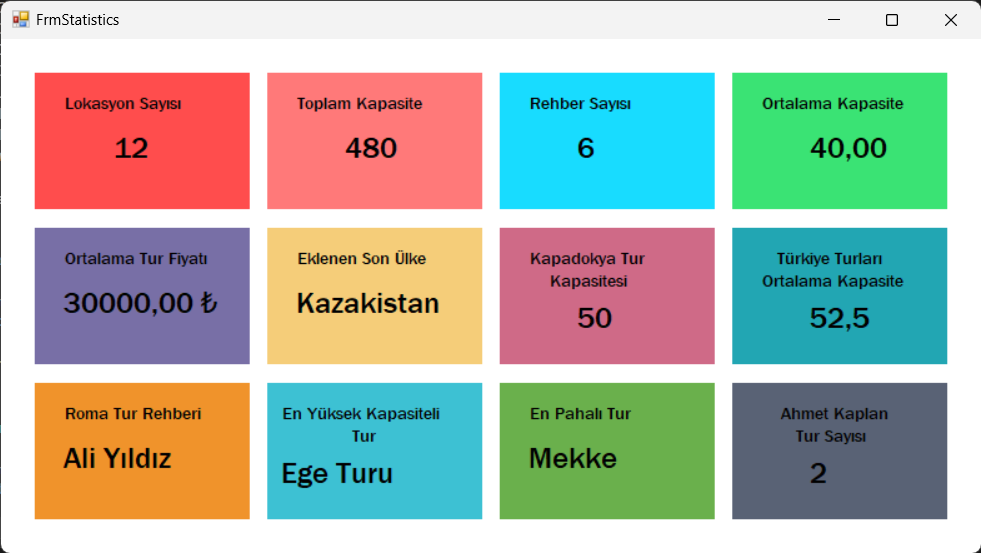 FrmStatistics
Lokasyon Sayısı
12
Toplam Kapasite
480
Rehber Sayısı
6
Ortalama Kapasite
40,00
Ortalama Tur Fiyatı
30000,00 ₺
Eklenen Son Ülke
Kazakistan
Kapadokya Tur
Kapasitesi
50
Türkiye Turları
Ortalama Kapasite
52,5
Roma Tur Rehberi
Ali Yıldız
En Yüksek Kapasiteli
Tur
Ege Turu
En Pahalı Tur
Mekke
Ahmet Kaplan
Tur Sayısı
2